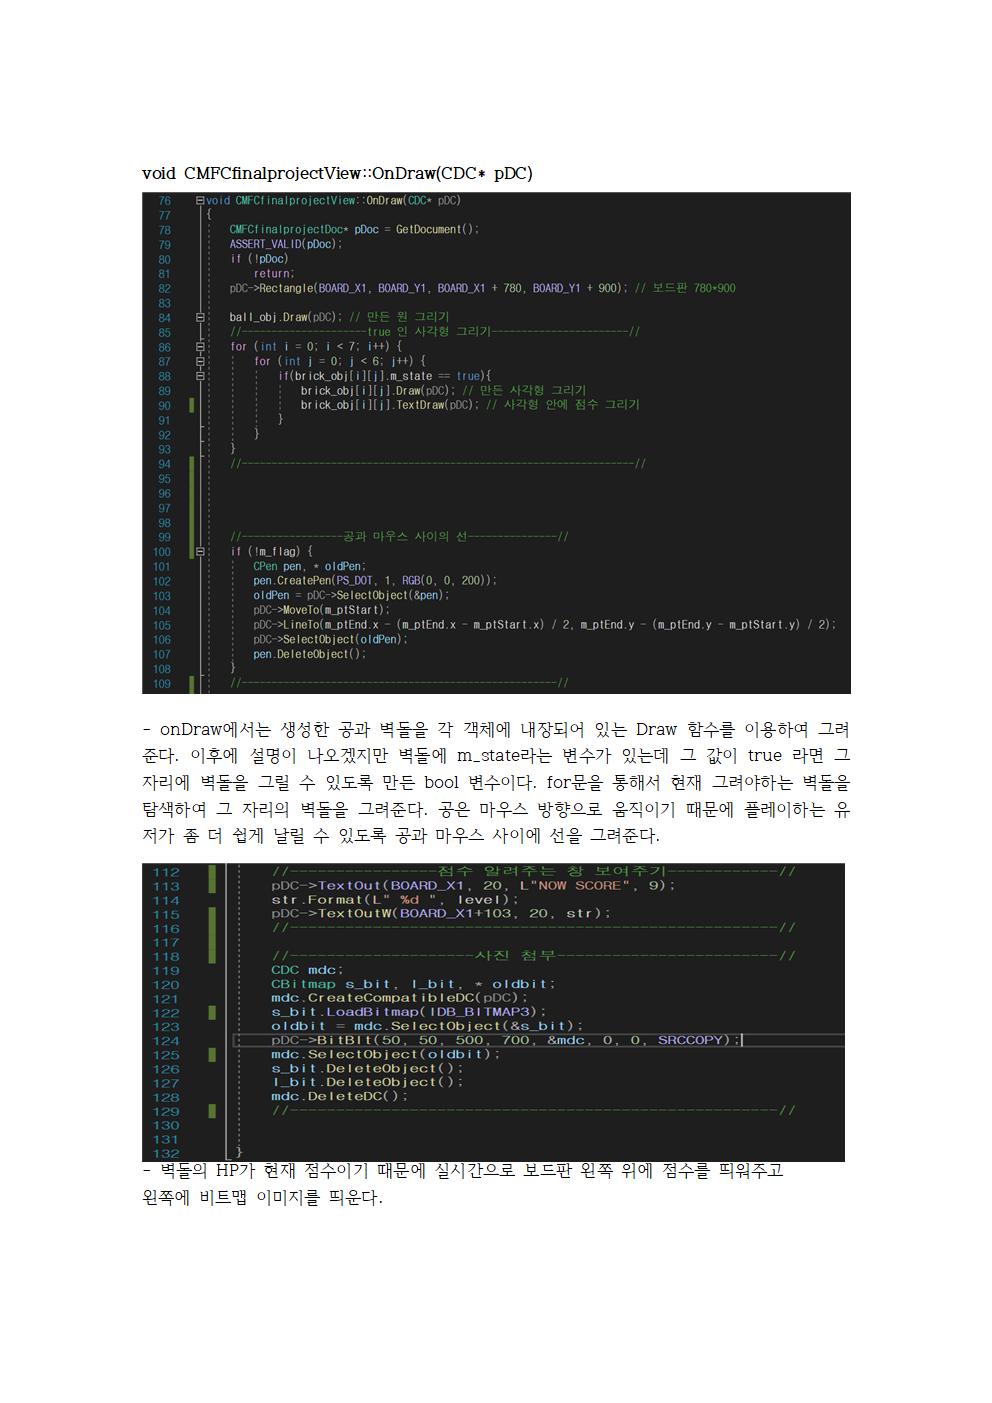 void CMFCfinalprojectView::OnDraw(CDC* pDC)
76 void CMFCfinalprojectView::OnDraw(CDC* pDC)
77 {
78 CMFCfinalprojectDoc* pDoc = GetDocument();
79 ASSERT_VALID(pDoc);
80 if (!pDoc)
81 return;
82 pDC->Rectangle(BOARD_X1, BOARD_Y1, BOARD_X1 + 780, BOARD_Y1 + 900); // 보드판 780*900
83
84 ball_obj.Draw(pDC); // 만든 원 그리기
85 //---------------------true 인 사각형 그리기-----------------------//
86 for (int i = 0; i < 7; i++) {
87 for (int j = 0; j < 6; j++) {
88 if(brick_obj[i][j].m_state == true){
89 brick_obj[i][j].Draw(pDC); // 만든 사각형 그리기
90 brick_obj[i][j].TextDraw(pDC); // 사각형 안에 점수 그리기
91 }
92 }
93 }
94 //------------------------------------------------------------------//
95
96
97
98
99 //-----------------공과 마우스 사이의 선---------------//
100 if (!m_flag) {
101 CPen pen, * oldPen;
102 pen.CreatePen(PS_DOT, 1, RGB(0, 0, 200));
103 oldPen = pDC->SelectObject(&pen);
104 pDC->MoveTo(m_ptStart);
105 pDC->LineTo(m_ptEnd.x - (m_ptEnd.x - m_ptStart.x) / 2, m_ptEnd.y - (m_ptEnd.y - m_ptStart.y) / 2);
106 pDC->SelectObject(oldPen);
107 pen.DeleteObject();
108 }
109 //-----------------------------------------------------//
- onDraw에서는 생성한 공과 벽돌을 각 객체에 내장되어 있는 Draw 함수를 이용하여 그려
준다. 이후에 설명이 나오겠지만 벽돌에 m_state라는 변수가 있는데 그 값이 true 라면 그
자리에 벽돌을 그릴 수 있도록 만든 bool 변수이다. for문을 통해서 현재 그려야하는 벽돌을
탐색하여 그 자리의 벽돌을 그려준다. 공은 마우스 방향으로 움직이기 때문에 플레이하는 유
저가 좀 더 쉽게 날릴 수 있도록 공과 마우스 사이에 선을 그려준다.
112 //----------------점수 알려주는 창 보여주기------------//
113 pDC->TextOut(BOARD_X1, 20, L"NOW SCORE", 9);
114 str.Format(L" %d ", level);
115 pDC->TextOutW(BOARD_X1+103, 20, str);
116 //-----------------------------------------------------//
117
118 //--------------------사진 첨부------------------------//
119 CDC mdc;
120 CBitmap s_bit, l_bit, * oldbit;
121 mdc.CreateCompatibleDC(pDC);
122 s_bit.LoadBitmap(IDB_BITMAP3);
123 oldbit = mdc.SelectObject(&s_bit);
124 pDC->BitBlt(50, 50, 500, 700, &mdc, 0, 0, SRCCOPY);
125 mdc.SelectObject(oldbit);
126 s_bit.DeleteObject();
127 l_bit.DeleteObject();
128 mdc.DeleteDC();
129 //-----------------------------------------------------//
130
131
132 }
- 벽돌의 HP가 현재 점수이기 때문에 실시간으로 보드판 왼쪽 위에 점수를 띄워주고
왼쪽에 비트맵 이미지를 띄운다.